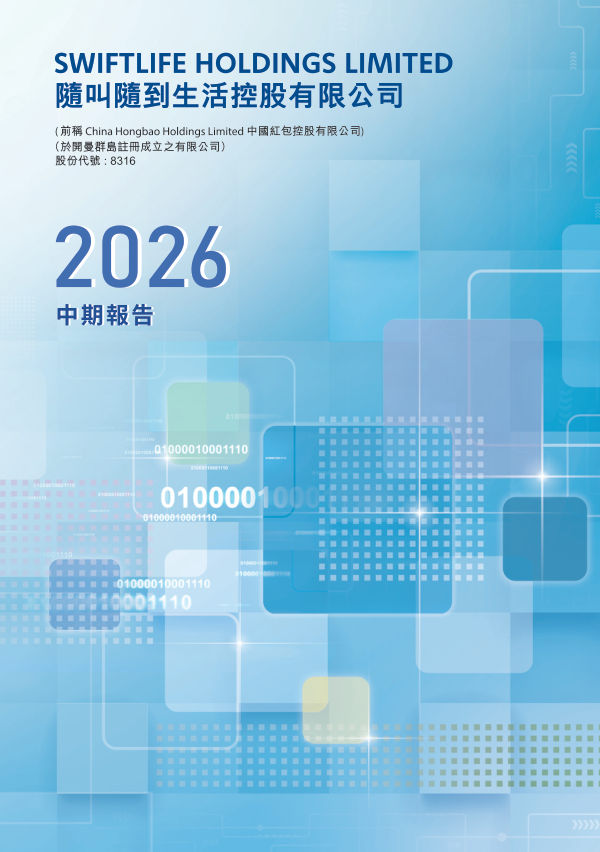 SWIFTLIFE HOLDINGS LIMITED
隨叫隨到生活控股有限公司
(前稱 China Hongbao Holdings Limited 中國紅包控股有限公司)
(於開曼群島註冊成立之有限公司)
股份代號 : 8316
2026
中期報告
01000010001110
01000010001110
0100001000
01000010001110
01000010001110